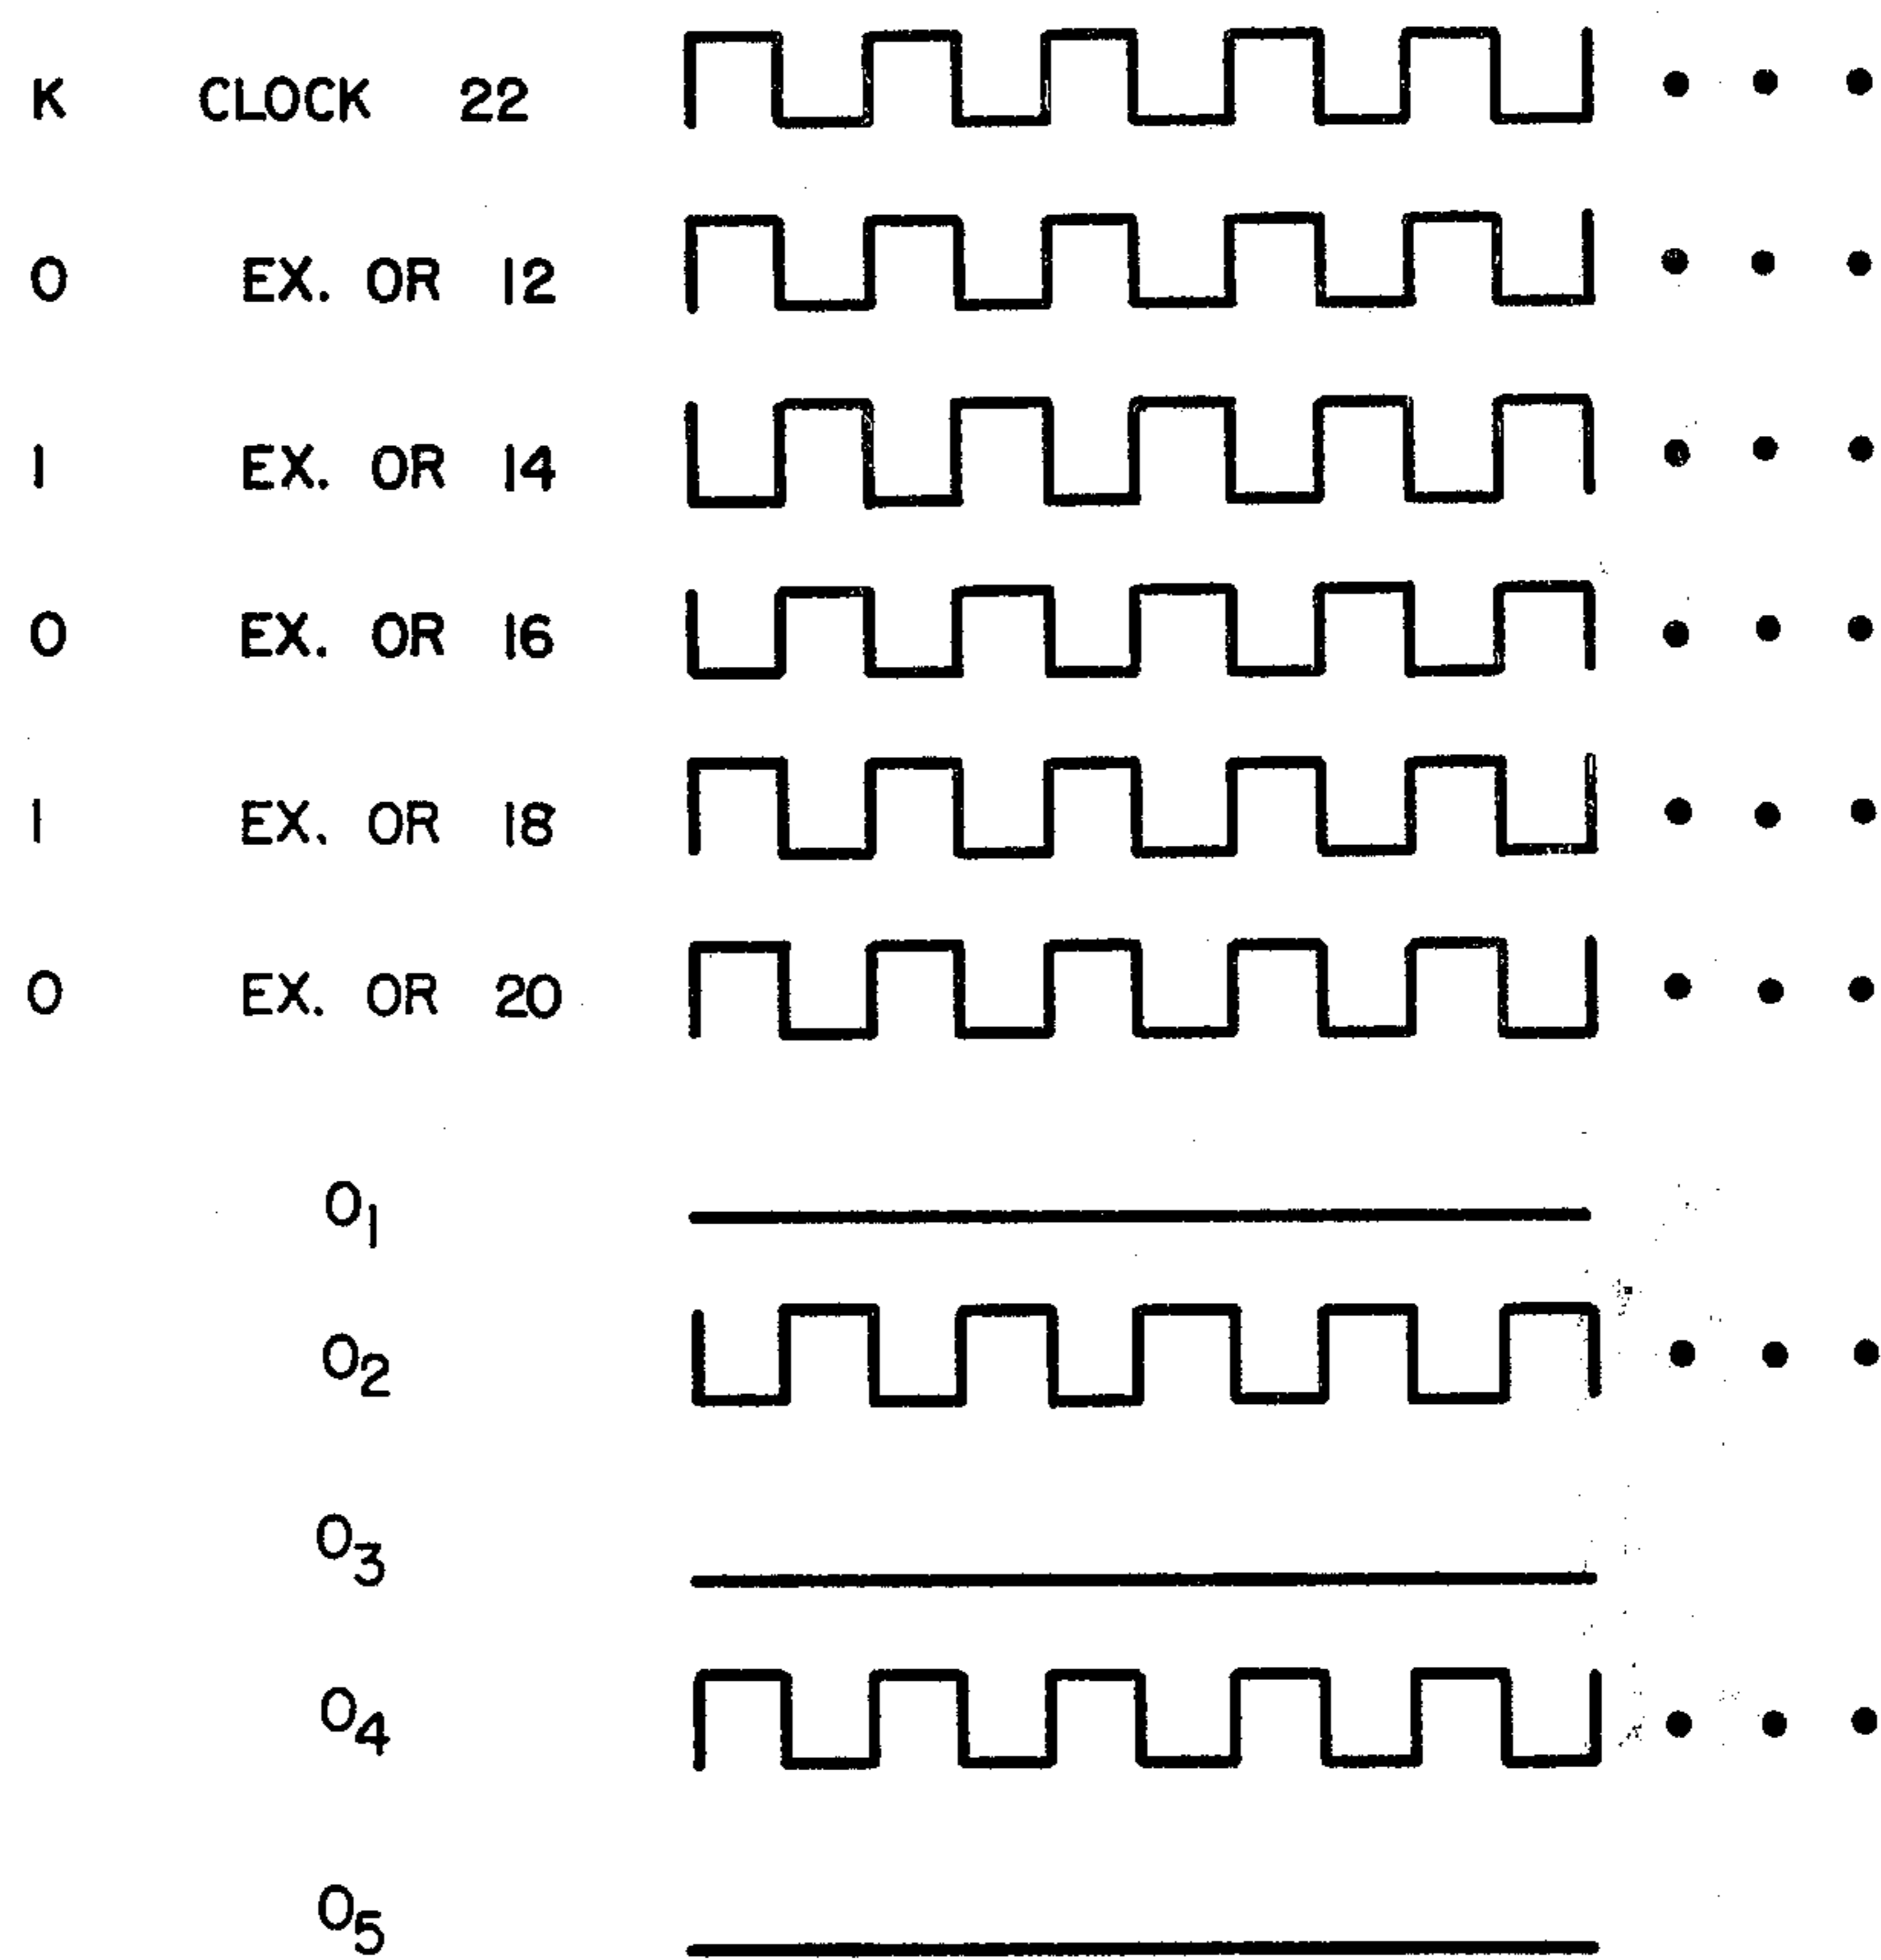 K CLOCK 22
0 EX. OR 12
1 EX. OR 14
0 EX. OR 16
1 EX. OR 18
0 EX. OR 20
O1
O2
O3
O4
O5